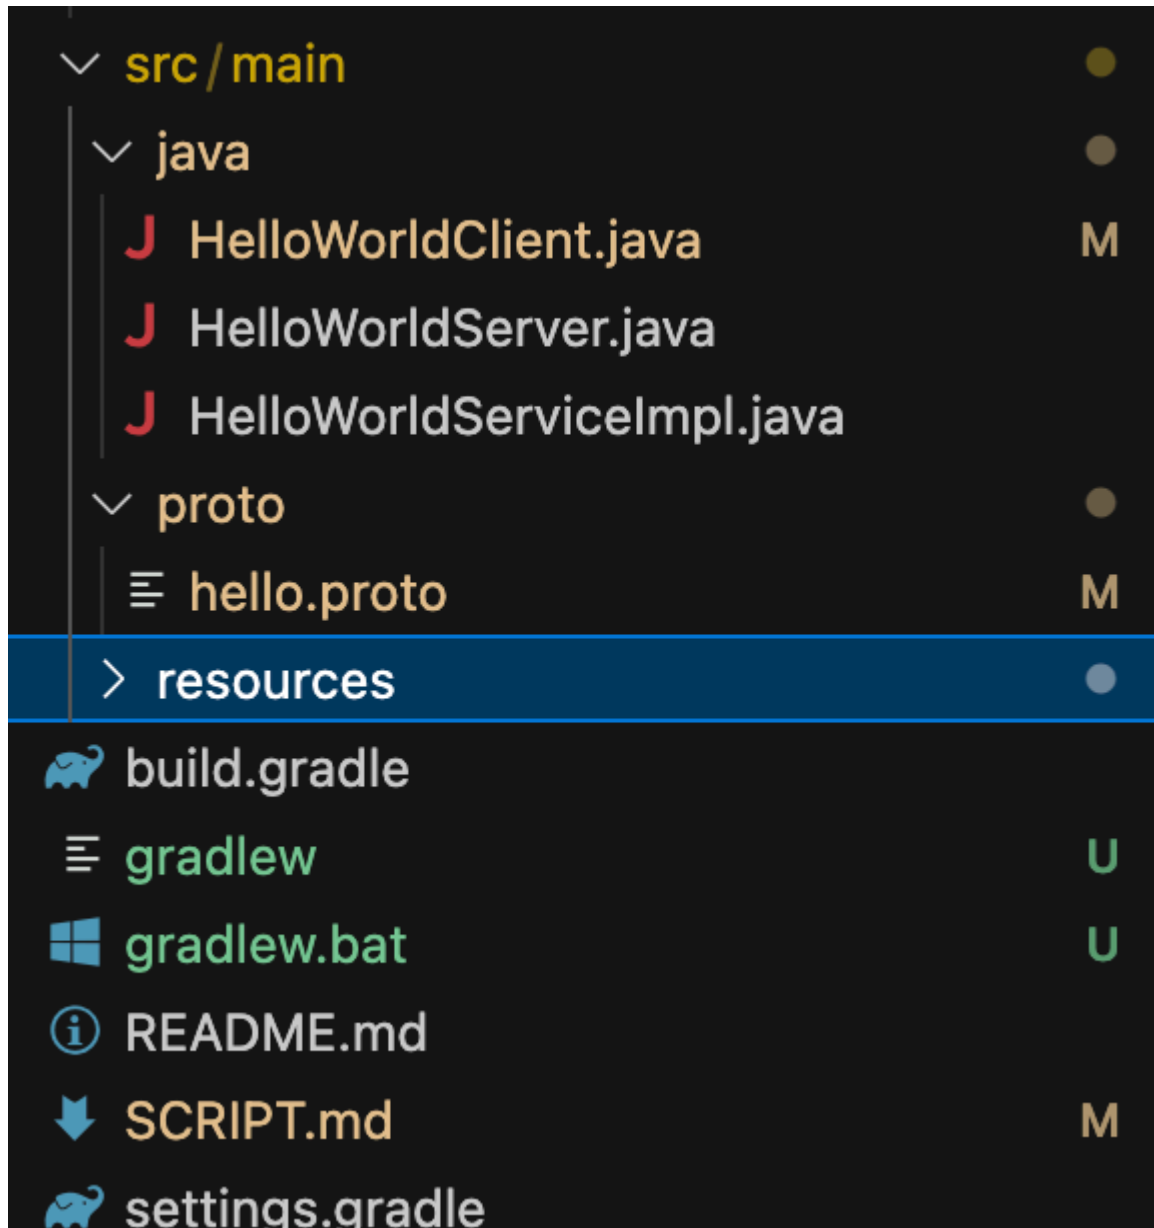 src/main
java
HelloWorldClient.java M
HelloWorldServer.java
HelloWorldServiceImpl.java
proto
hello.proto M
resources
build.gradle
gradlew U
gradlew.bat U
README.md
SCRIPT.md M
settings.gradle